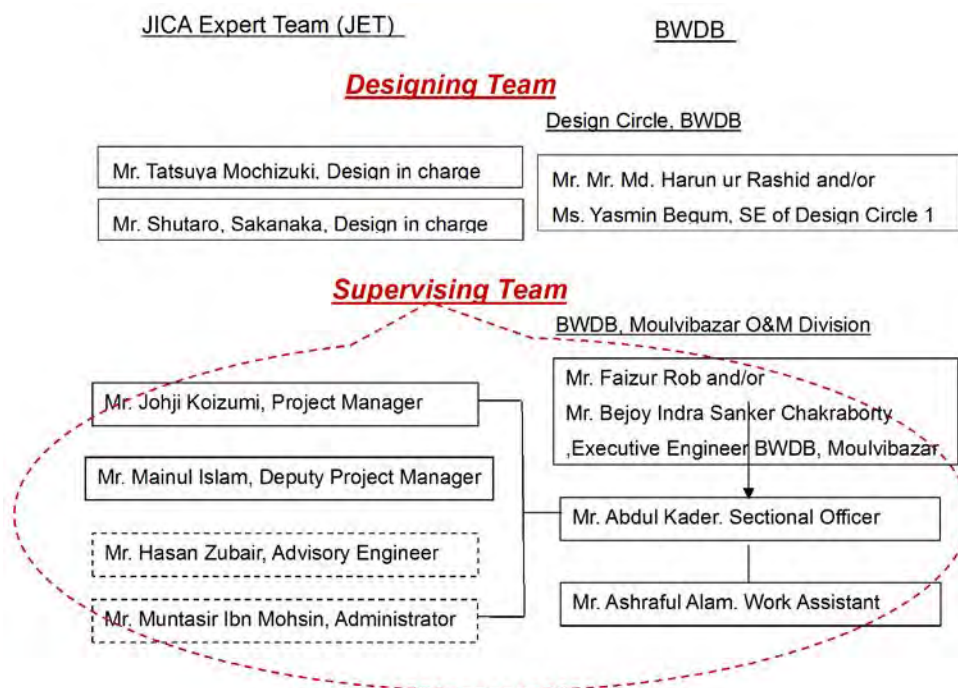 JICA Expert Team (JET)
BWDB
Designing Team
Design Circle, BWDB
Mr. Tatsuya Mochizuki, Design in charge
Mr. Shutaro, Sakanaka, Design in charge
Mr. Mr. Md. Harun ur Rashid and/or
Ms. Yasmin Begum, SE of Design Circle 1
Supervising Team
BWDB, Moulvibazar O&M Division
Mr. Johji Koizumi, Project Manager
Mr. Mainul Islam, Deputy Project Manager
Mr. Hasan Zubair, Advisory Engineer
Mr. Muntasir Ibn Mohsin, Administrator
Mr. Faizur Rob and/or
Mr. Bejoy Indra Sanker Chakraborty
,Executive Engineer BWDB, Moulvibazar
Mr. Abdul Kader. Sectional Officer
Mr. Ashraful Alam. Work Assistant